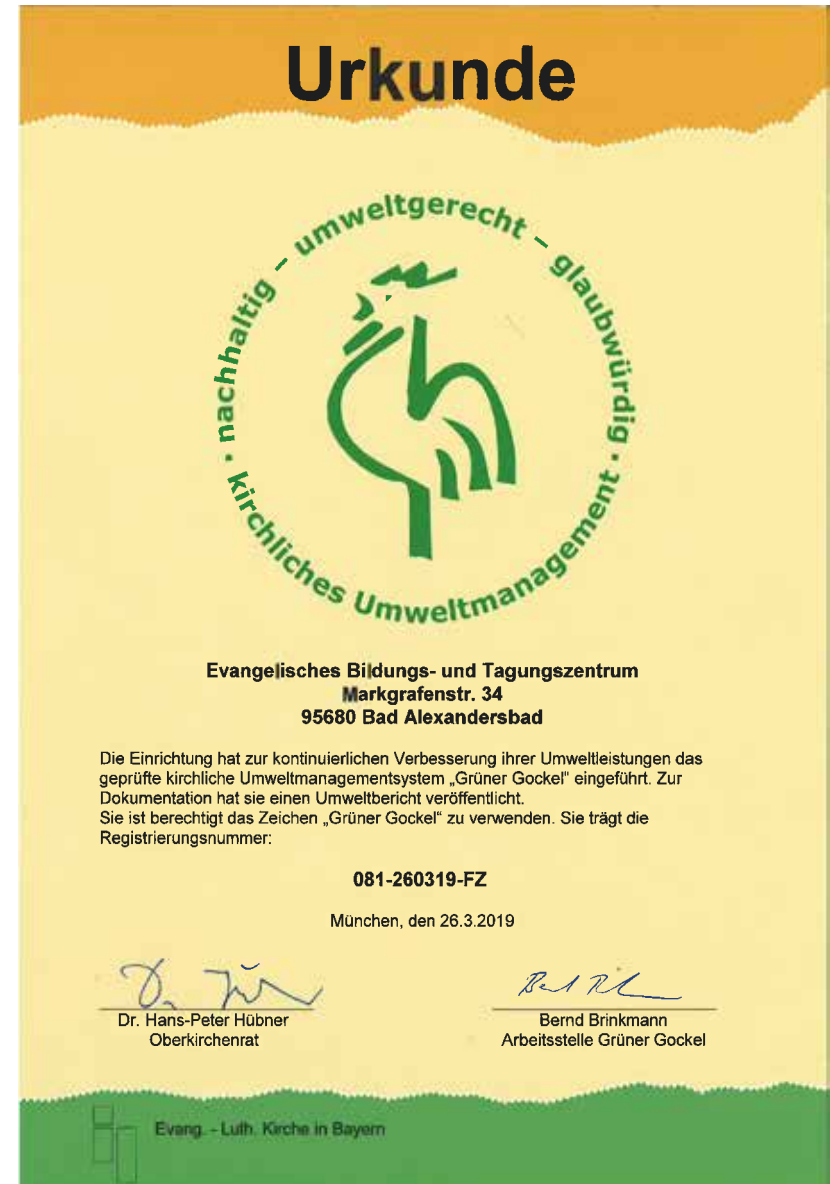 Urkunde
· nachhaltig – umweltgerecht – glaubwürdig ·
kirchliches Umweltmanagement
Evangelisches Bildungs- und Tagungszentrum
Markgrafenstr. 34
95680 Bad Alexandersbad
Die Einrichtung hat zur kontinuierlichen Verbesserung ihrer Umweltleistungen das
geprüfte kirchliche Umweltmanagementsystem „Grüner Gockel" eingeführt. Zur
Dokumentation hat sie einen Umweltbericht veröffentlicht.
Sie ist berechtigt das Zeichen „Grüner Gockel" zu verwenden. Sie trägt die
Registrierungsnummer:
081-260319-FZ
München, den 26.3.2019
Dr. Hans-Peter Hübner
Oberkirchenrat
Bernd Brinkmann
Arbeitsstelle Grüner Gockel
Evang. - Luth. Kirche in Bayern